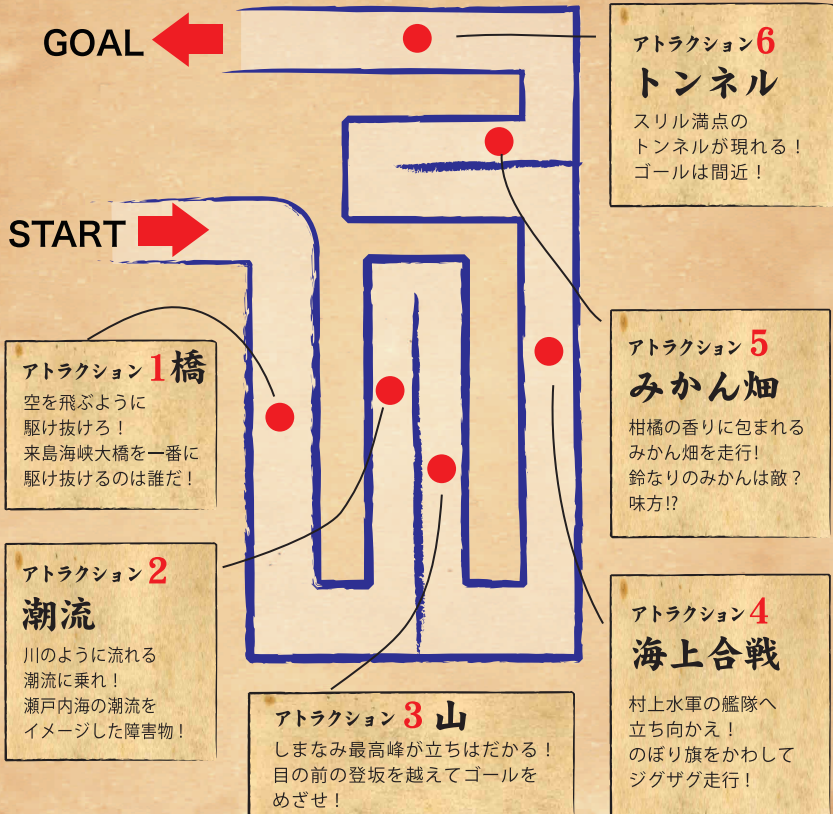 GOAL
START
アトラクション1 橋
空を飛ぶように
駆け抜けろ！
来島海峡大橋を一番に
駆け抜けるのは誰だ！
アトラクション2
潮流
川のように流れる
潮流に乗れ！
瀬戸内海の潮流を
イメージした障害物！
アトラクション3 山
しまなみ最高峰が立ちはだかる！
目の前の登坂を越えてゴールを
めざせ！
アトラクション4
海上合戦
村上水軍の艦隊へ
立ち向かえ！
のぼり旗をかわして
ジグザグ走行！
アトラクション5
みかん畑
柑橘の香りに包まれる
みかん畑を走行!
鈴なりのみかんは敵？
味方!?
アトラクション6
トンネル
スリル満点の
トンネルが現れる！
ゴールは間近！